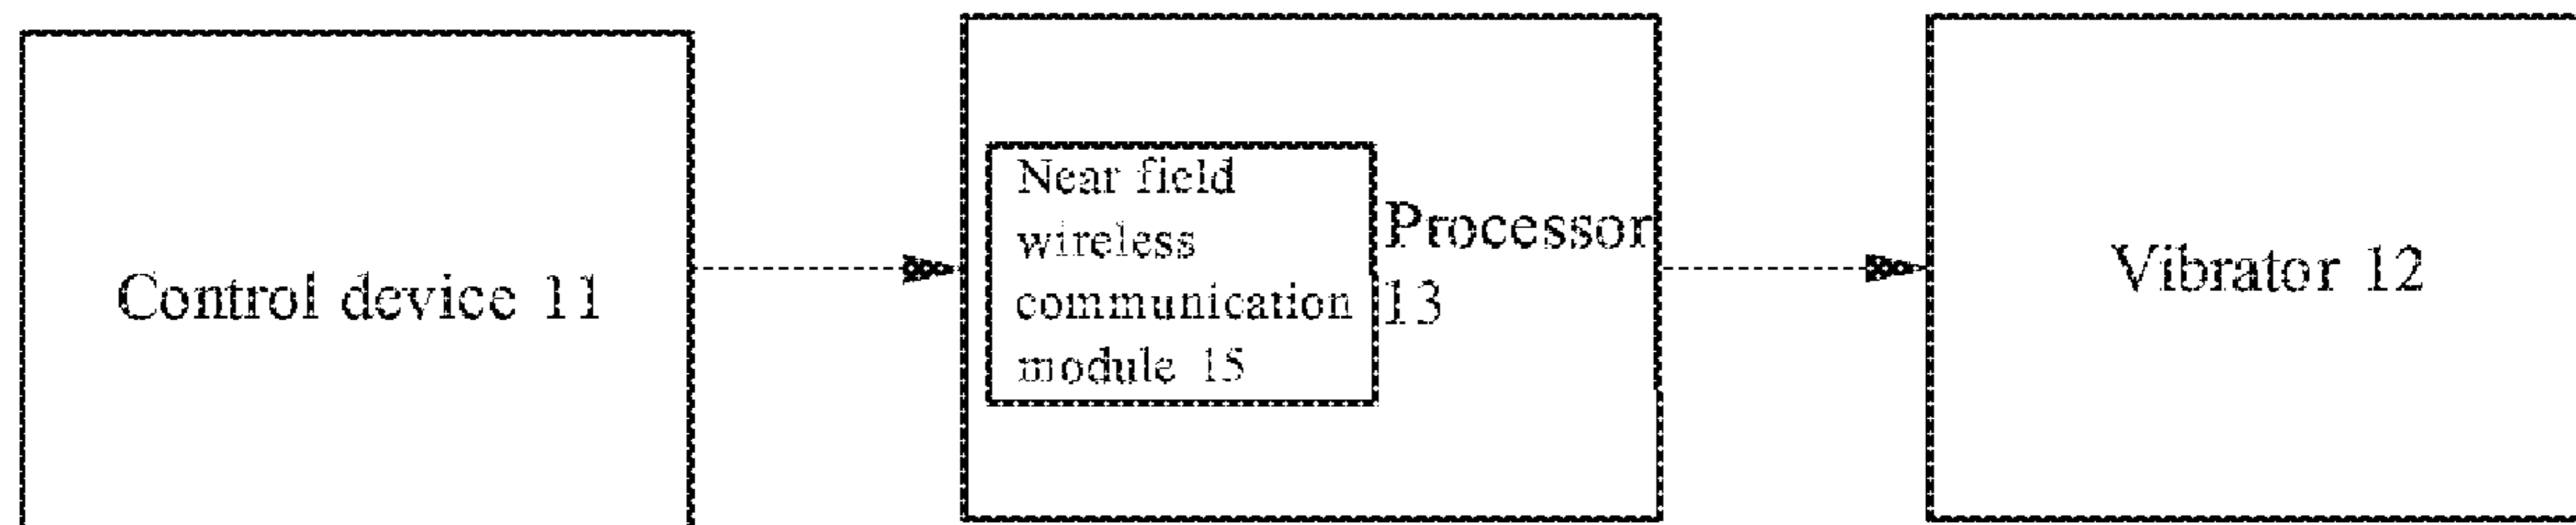 Control device 11
Near field
wireless
communication
module 15
Processor
13
Vibrator 12